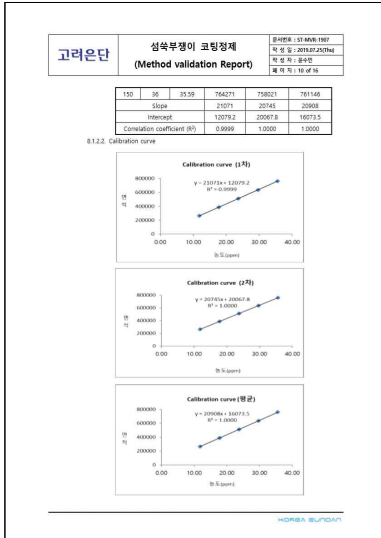 고려은단
섬쑥부쟁이 코팅정제
(Method validation Report)
문서번호 : ST-MVR-1907
작 성 일 : 2019.07.25(Thu)
작 성 자 : 윤수민
페 이 지 : 10 of 16
150 36 35.59 764271 758021 761146
Slope 21071 20745 20908
Intercept 12079.2 20067.8 16073.5
Correlation coefficient (R²) 0.9999 1.0000 1.0000
8.1.2.2. Calibration curve
Calibration curve (1차)
y = 21071x + 12079.2
R² = 0.9999
면적
800000
600000
400000
200000
0
0.00 10.00 20.00 30.00 40.00
농도(ppm)
Calibration curve (2차)
y = 20745x + 20067.8
R² = 1.0000
면적
800000
600000
400000
200000
0
0.00 10.00 20.00 30.00 40.00
농도(ppm)
Calibration curve (평균)
y = 20908x + 16073.5
R² = 1.0000
면적
800000
600000
400000
200000
0
0.00 10.00 20.00 30.00 40.00
농도(ppm)
KOREA EUNDAN